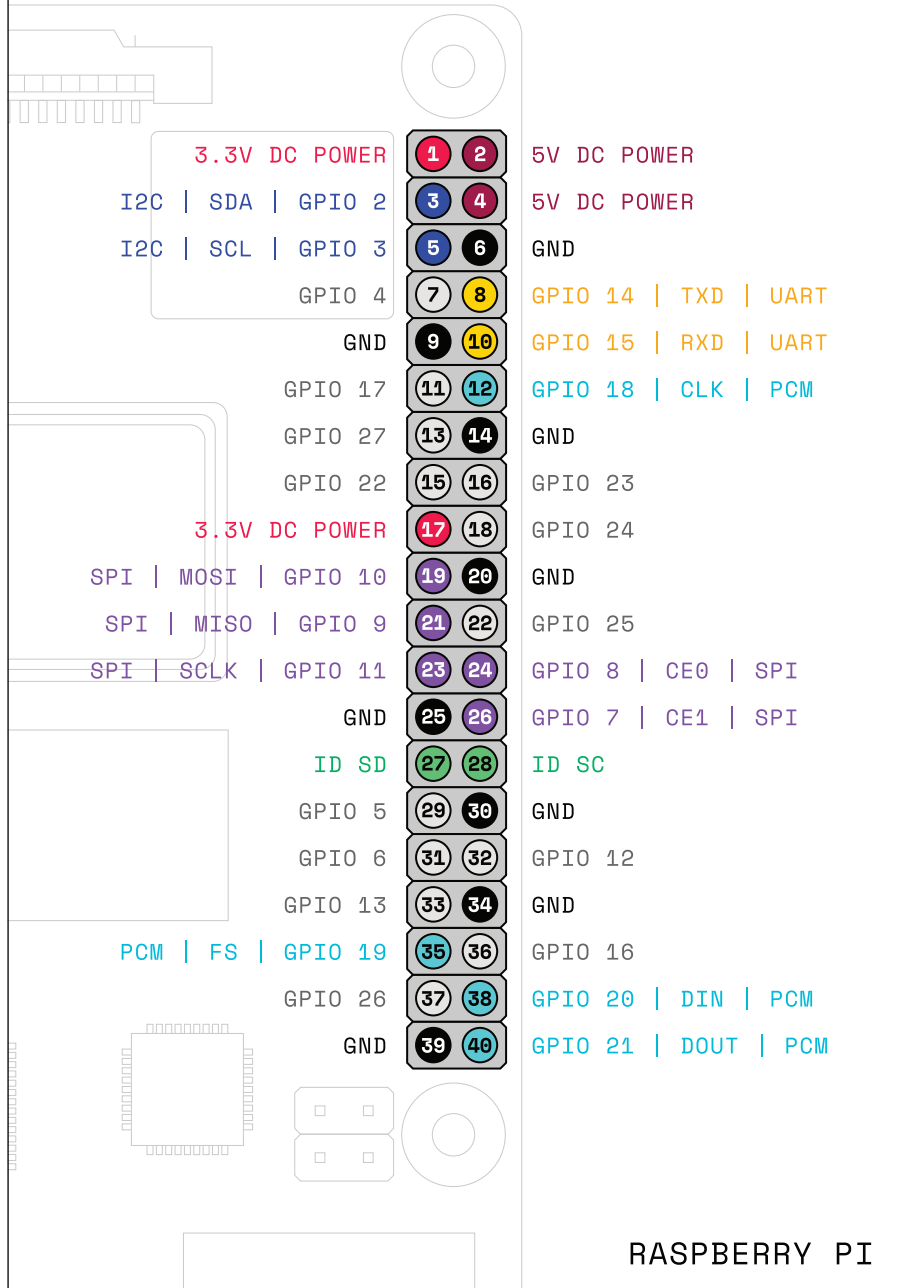 3.3V DC POWER 1 2 5V DC POWER
I2C | SDA | GPIO 2 3 4 5V DC POWER
I2C | SCL | GPIO 3 5 6 GND
GPIO 4 7 8 GPIO 14 | TXD | UART
GND 9 10 GPIO 15 | RXD | UART
GPIO 17 11 12 GPIO 18 | CLK | PCM
GPIO 27 13 14 GND
GPIO 22 15 16 GPIO 23
3.3V DC POWER 17 18 GPIO 24
SPI | MOSI | GPIO 10 19 20 GND
SPI | MISO | GPIO 9 21 22 GPIO 25
SPI | SCLK | GPIO 11 23 24 GPIO 8 | CE0 | SPI
GND 25 26 GPIO 7 | CE1 | SPI
ID SD 27 28 ID SC
GPIO 5 29 30 GND
GPIO 6 31 32 GPIO 12
GPIO 13 33 34 GND
PCM | FS | GPIO 19 35 36 GPIO 16
GPIO 26 37 38 GPIO 20 | DIN | PCM
GND 39 40 GPIO 21 | DOUT | PCM
RASPBERRY PI